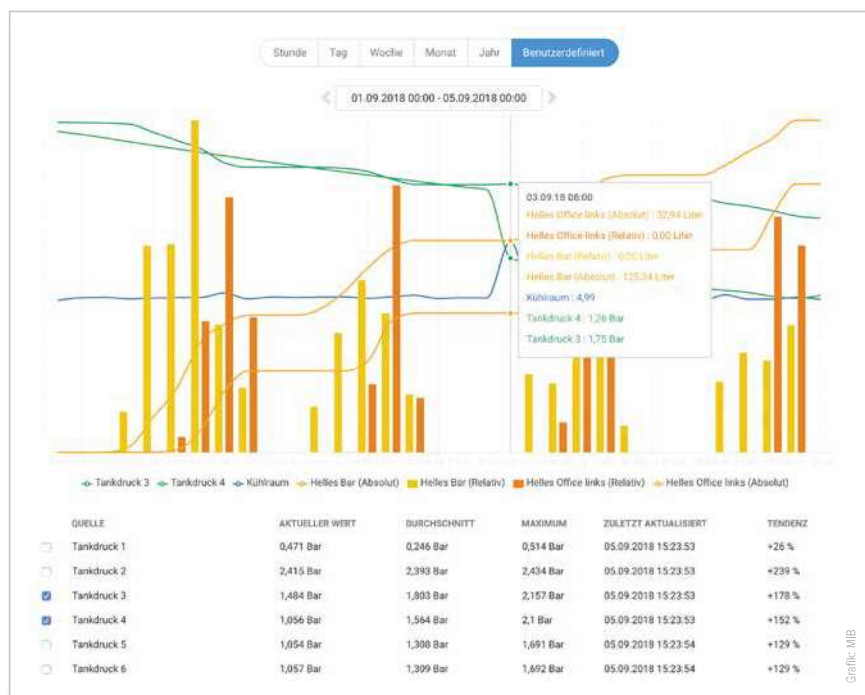 Stunde Tag Woche Monat Jahr Benutzerdefiniert
01.09.2018 00:00 - 05.09.2018 00:00
03.09.18 08:00
Helles Office links (Absolut) : 32,94 Liter
Helles Office links (Relativ) : 0,00 Liter
Helles Bar (Relativ) : 0,00 Liter
Helles Bar (Absolut) : 125,04 Liter
Kühlraum : 4,99
Tankdruck 4 : 1,26 Bar
Tankdruck 3 : 1,75 Bar
Tankdruck 3 Tankdruck 4 Kühlraum Helles Bar (Absolut) Helles Bar (Relativ) Helles Office links (Relativ) Helles Office links (Absolut)
QUELLE AKTUELLER WERT DURCHSCHNITT MAXIMUM ZULETZT AKTUALISIERT TENDENZ
Tankdruck 1 0,471 Bar 0,246 Bar 0,514 Bar 05.09.2018 15:23:53 +26 %
Tankdruck 2 2,415 Bar 2,393 Bar 2,434 Bar 05.09.2018 15:23:53 +239 %
Tankdruck 3 1,484 Bar 1,803 Bar 2,157 Bar 05.09.2018 15:23:53 +178 %
Tankdruck 4 1,056 Bar 1,564 Bar 2,1 Bar 05.09.2018 15:23:53 +152 %
Tankdruck 5 1,054 Bar 1,308 Bar 1,691 Bar 05.09.2018 15:23:54 +129 %
Tankdruck 6 1,057 Bar 1,309 Bar 1,692 Bar 05.09.2018 15:23:54 +129 %
Grafik: MIB